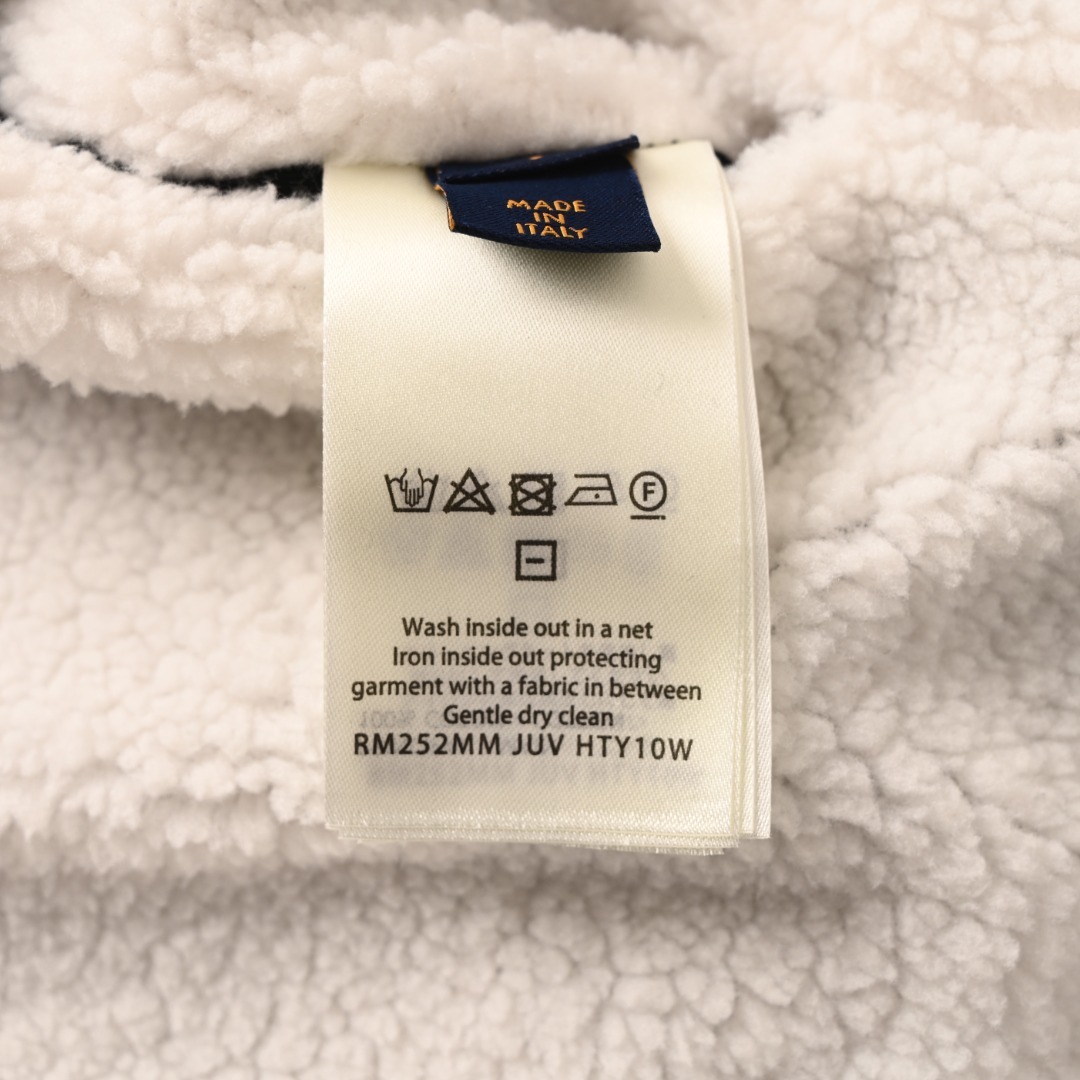 MADE
IN
ITALY
F
Wash inside out in a net
Iron inside out protecting
garment with a fabric in between
Gentle dry clean
RM252MM JUV HTY10W